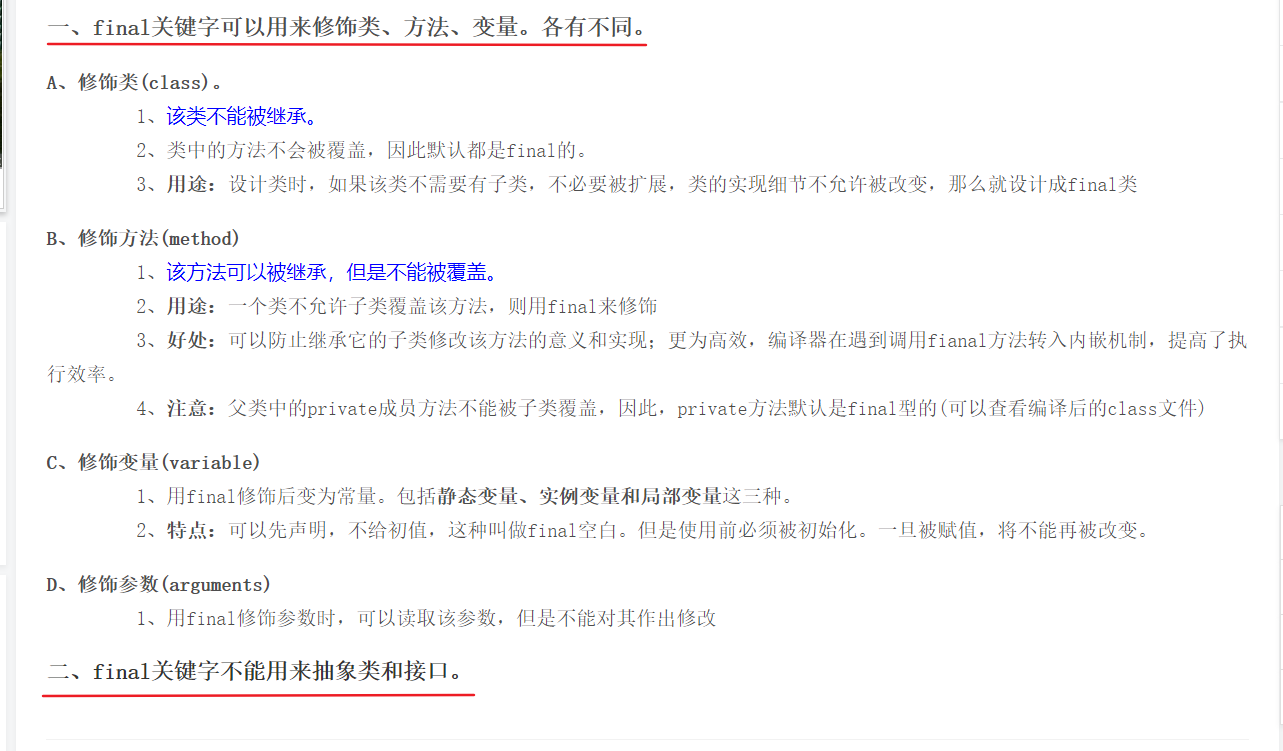 一、final关键字可以用来修饰类、方法、变量。各有不同。
A、修饰类(class)。
1、该类不能被继承。
2、类中的方法不会被覆盖，因此默认都是final的。
3、用途：设计类时，如果该类不需要有子类，不必要被扩展，类的实现细节不允许被改变，那么就设计成final类
B、修饰方法(method)
1、该方法可以被继承，但是不能被覆盖。
2、用途：一个类不允许子类覆盖该方法，则用final来修饰
3、好处：可以防止继承它的子类修改该方法的意义和实现；更为高效，编译器在遇到调用fianal方法转入内嵌机制，提高了执
行效率。
4、注意：父类中的private成员方法不能被子类覆盖，因此，private方法默认是final型的(可以查看编译后的class文件)
C、修饰变量(variable)
1、用final修饰后变为常量。包括静态变量、实例变量和局部变量这三种。
2、特点：可以先声明，不给初值，这种叫做final空白。但是使用前必须被初始化。一旦被赋值，将不能再被改变。
D、修饰参数(arguments)
1、用final修饰参数时，可以读取该参数，但是不能对其作出修改
二、final关键字不能用来抽象类和接口。